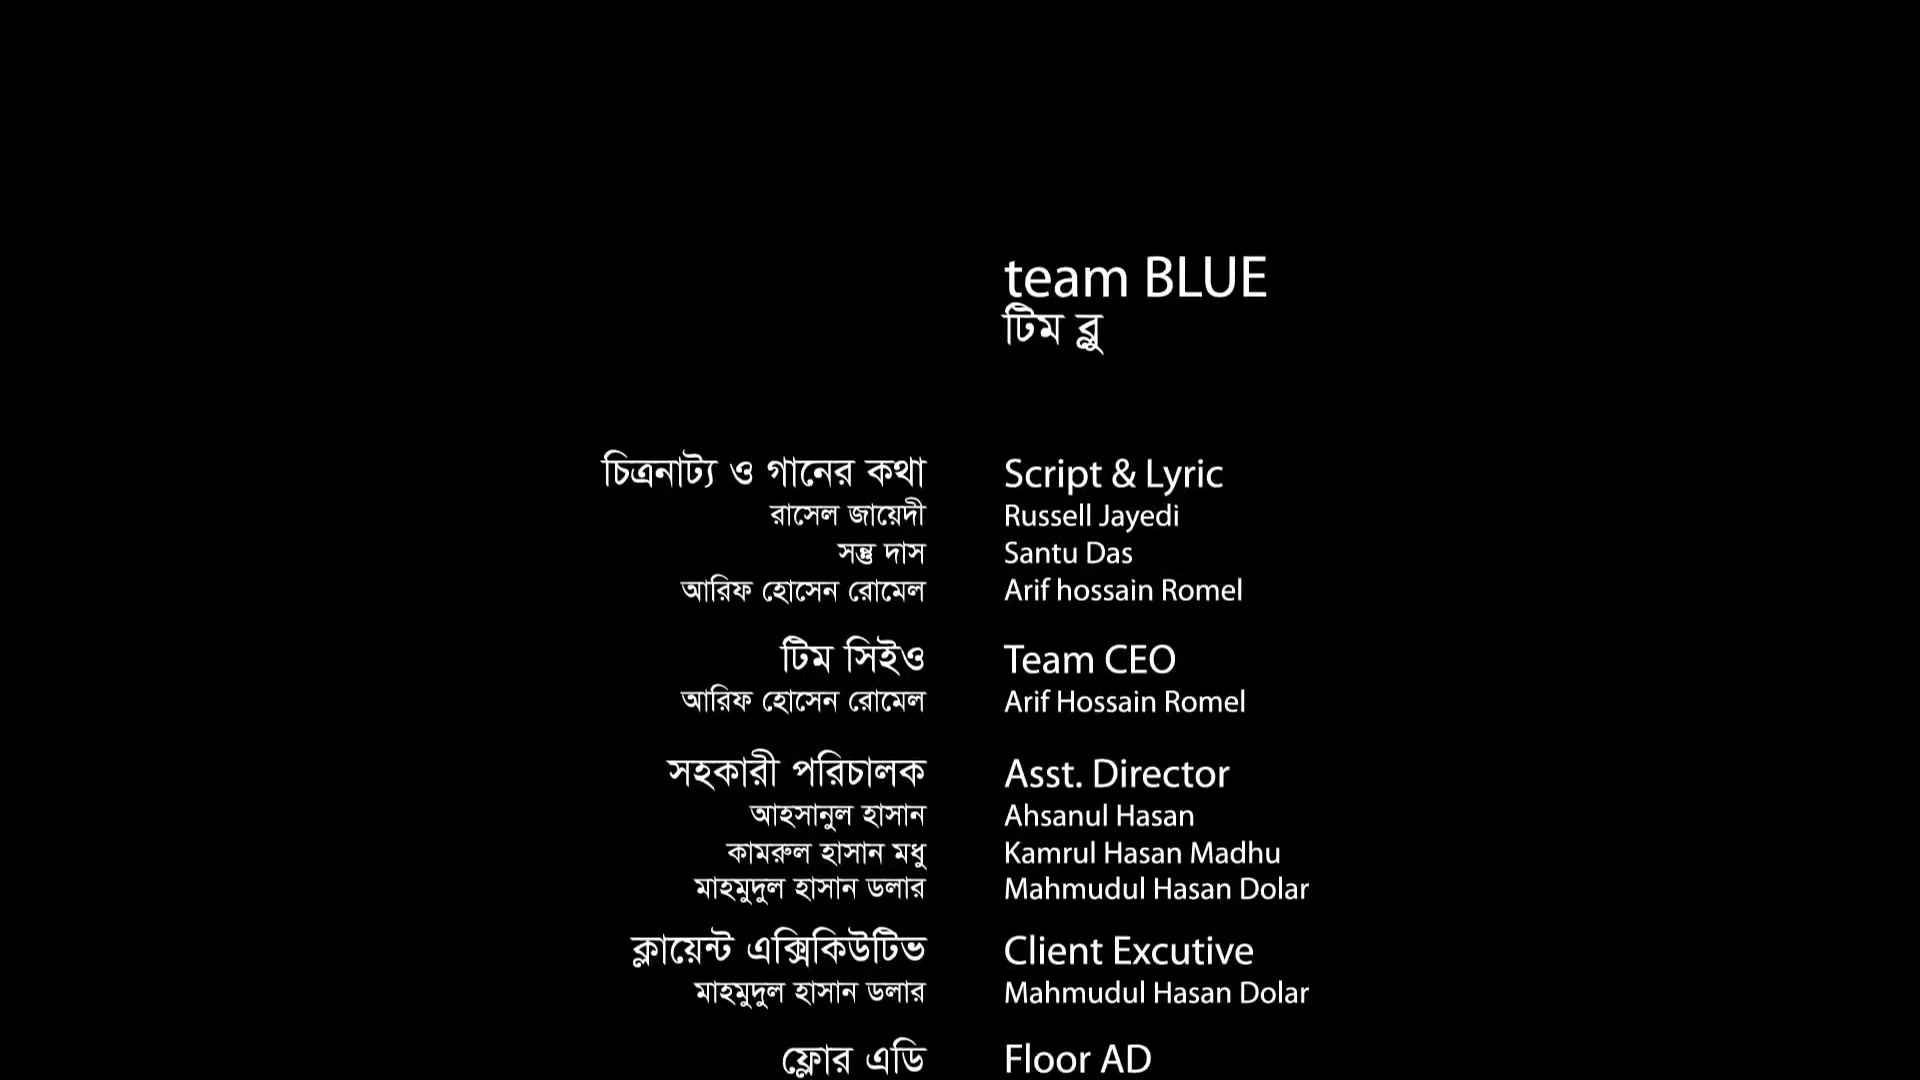 team BLUE
টিম ব্লু
চিত্রনাট্য ও গানের কথা Script & Lyric
রাসেল জায়েদী Russell Jayedi
সন্তু দাস Santu Das
আরিফ হোসেন রোমেল Arif hossain Romel
টিম সিইও Team CEO
আরিফ হোসেন রোমেল Arif Hossain Romel
সহকারী পরিচালক Asst. Director
আহসানুল হাসান Ahsanul Hasan
কামরুল হাসান মধু Kamrul Hasan Madhu
মাহমুদুল হাসান ডলার Mahmudul Hasan Dolar
ক্লায়েন্ট এক্সিকিউটিভ Client Excutive
মাহমুদুল হাসান ডলার Mahmudul Hasan Dolar
ফ্লোর এডি Floor AD